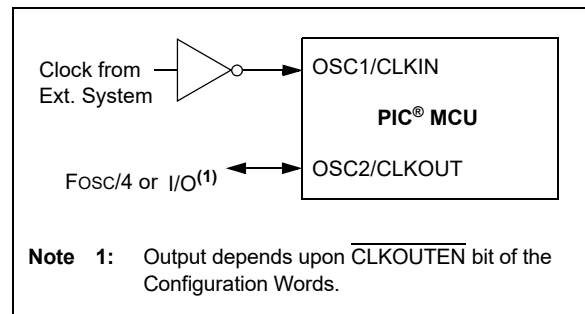 Clock from
Ext. System
OSC1/CLKIN
PIC® MCU
FOSC/4 or I/O(1)
OSC2/CLKOUT
Note 1: Output depends upon CLKOUTEN bit of the
Configuration Words.